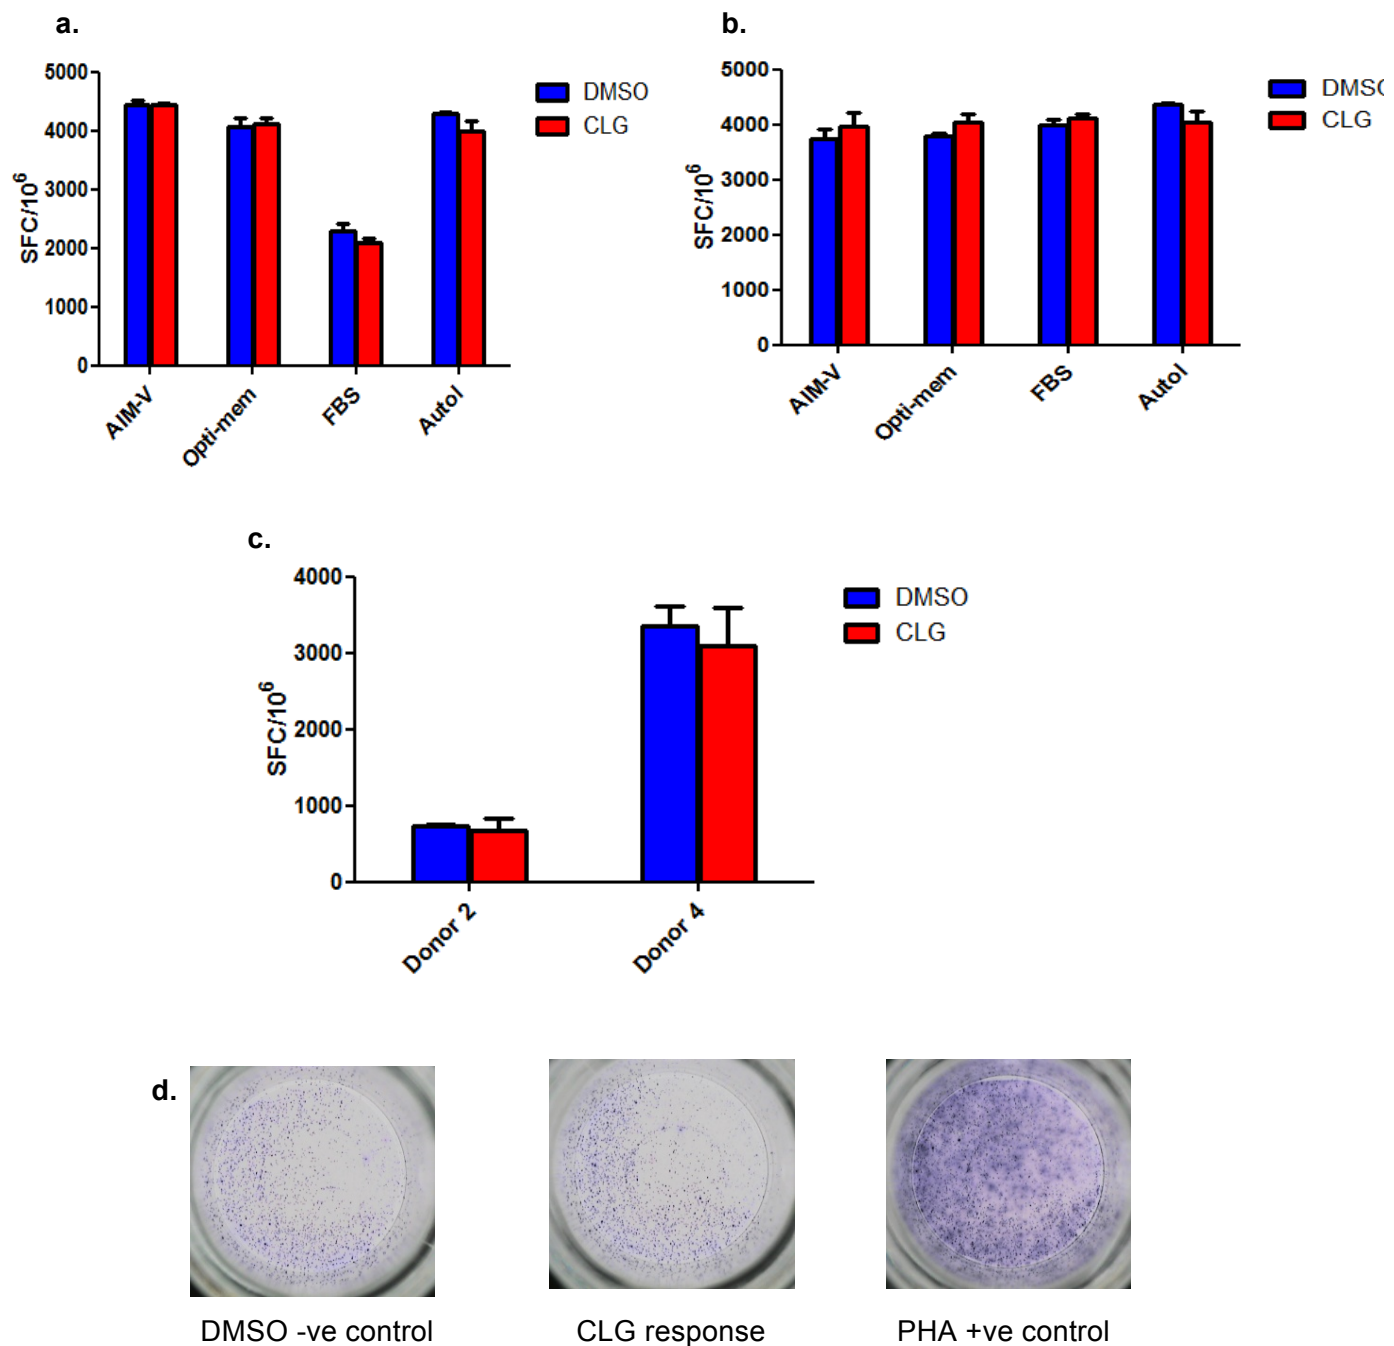 a.
5000
4000
3000
2000
1000
0
SFC/10⁶
AIM-V
Opti-mem
FBS
Autol
DMSO
CLG
b.
5000
4000
3000
2000
1000
0
SFC/10⁶
AIM-V
Opti-mem
FBS
Autol
DMSO
CLG
c.
4000
3000
2000
1000
0
SFC/10⁶
Donor 2
Donor 4
DMSO
CLG
d.
DMSO -ve control
CLG response
PHA +ve control